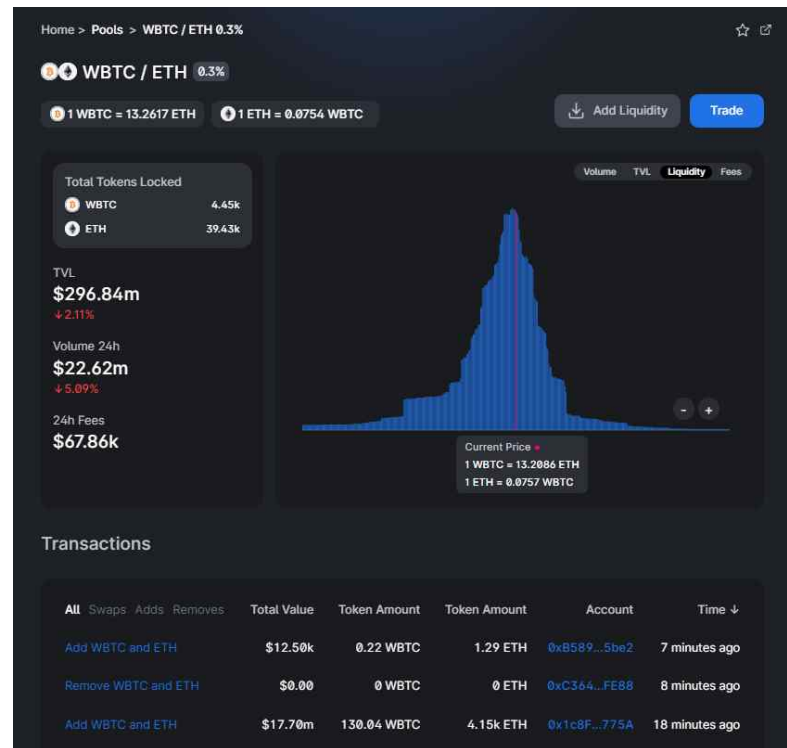 Home > Pools > WBTC / ETH 0.3%
WBTC / ETH 0.3%
1 WBTC = 13.2617 ETH
1 ETH = 0.0754 WBTC
Add Liquidity
Trade
Total Tokens Locked
WBTC 4.45k
ETH 39.43k
TVL
$296.84m
↓2.11%
Volume 24h
$22.62m
↓5.09%
24h Fees
$67.86k
Volume TVL Liquidity Fees
- +
Current Price
1 WBTC = 13.2086 ETH
1 ETH = 0.0757 WBTC
Transactions
All Swaps Adds Removes Total Value Token Amount Token Amount Account Time ↓
Add WBTC and ETH $12.50k 0.22 WBTC 1.29 ETH 0xB589...5be2 7 minutes ago
Remove WBTC and ETH $0.00 0 WBTC 0 ETH 0xC364...FE88 8 minutes ago
Add WBTC and ETH $17.70m 130.04 WBTC 4.15k ETH 0x1c8F...775A 18 minutes ago